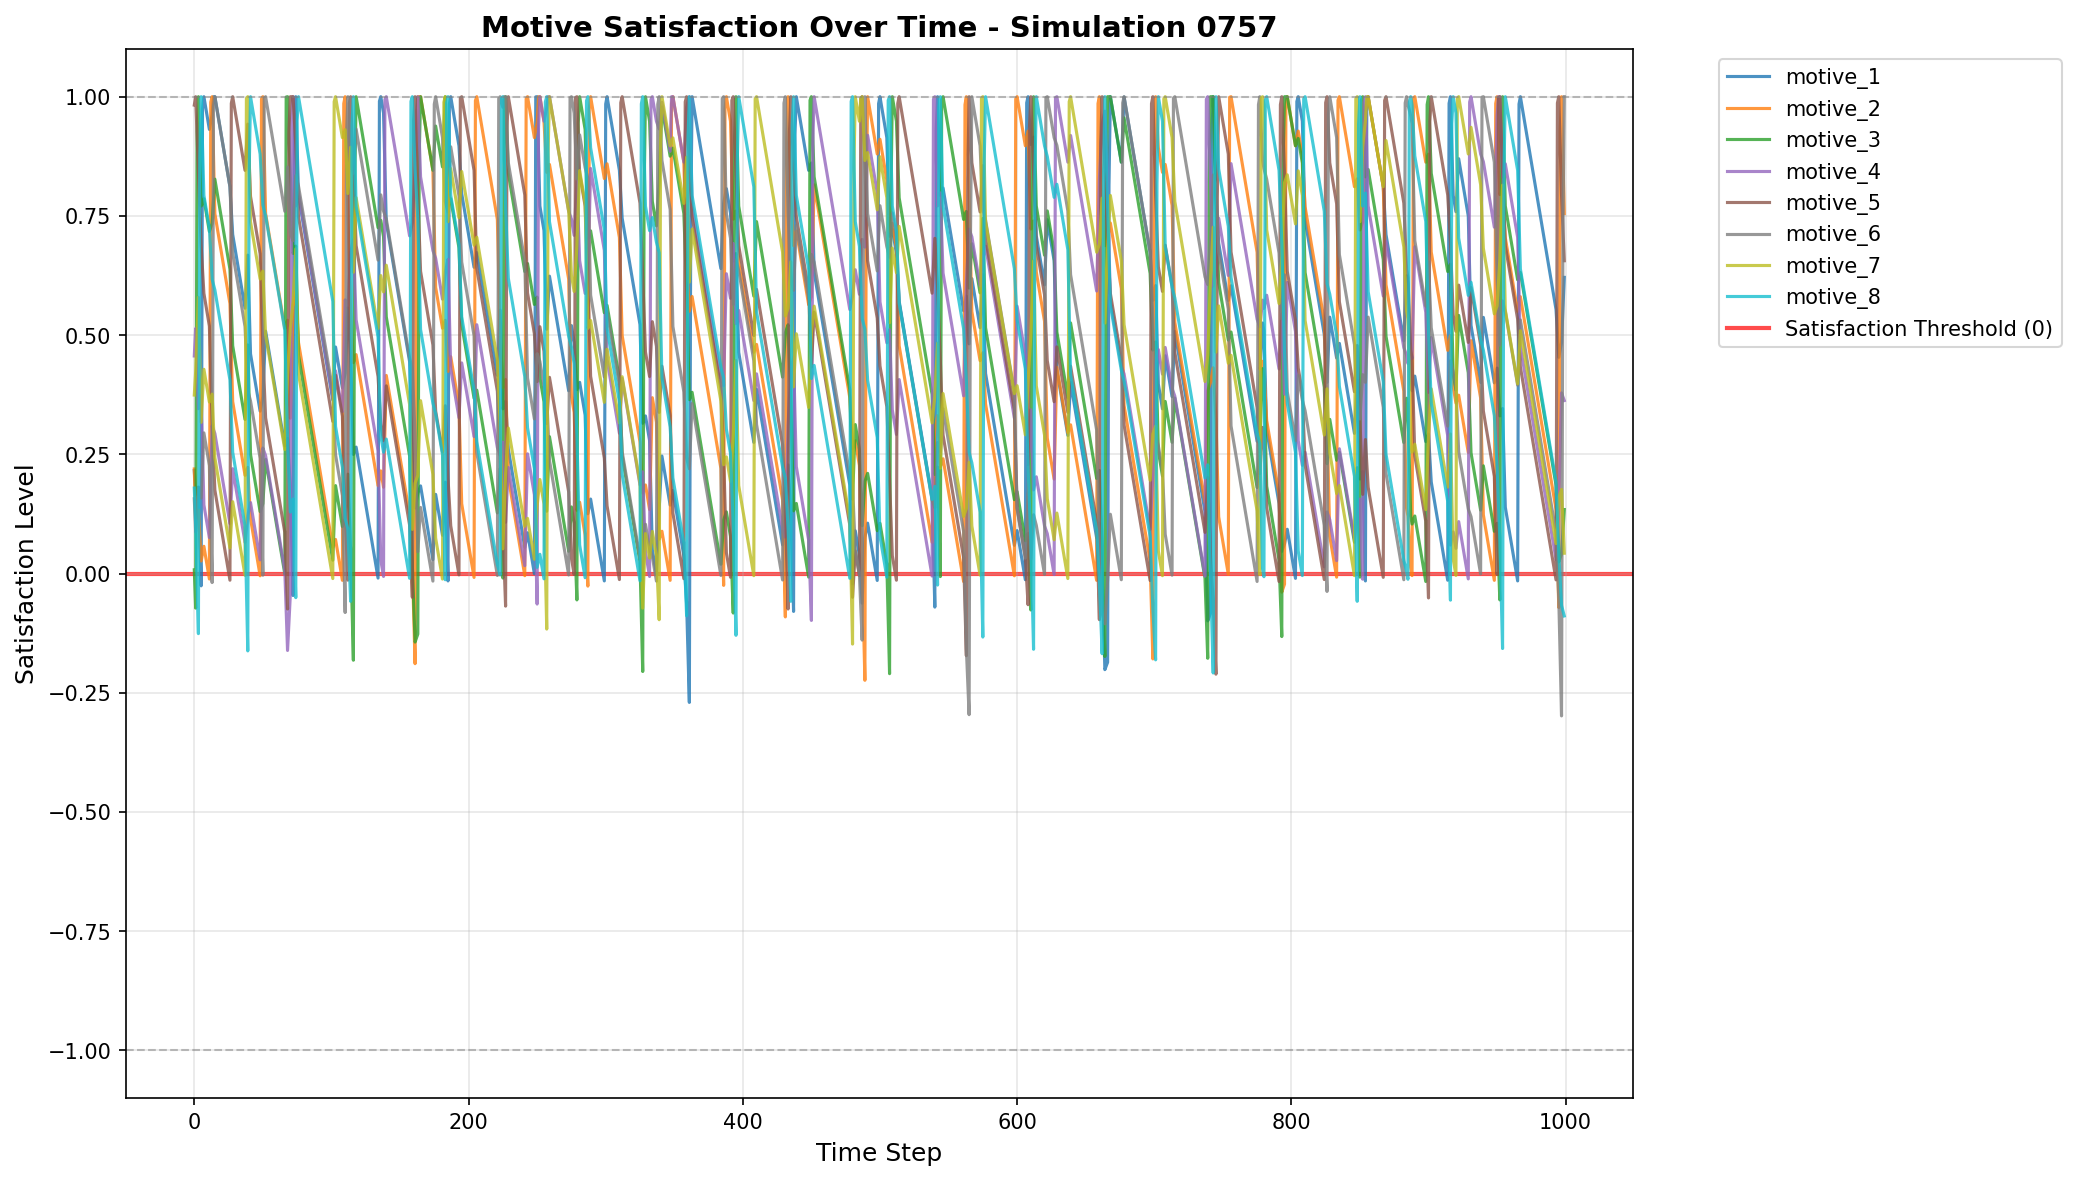 Motive Satisfaction Over Time - Simulation 0757
1.00
0.75
0.50
0.25
0.00
−0.25
−0.50
−0.75
−1.00
Satisfaction Level
0
200
400
600
800
1000
Time Step
motive_1
motive_2
motive_3
motive_4
motive_5
motive_6
motive_7
motive_8
Satisfaction Threshold (0)